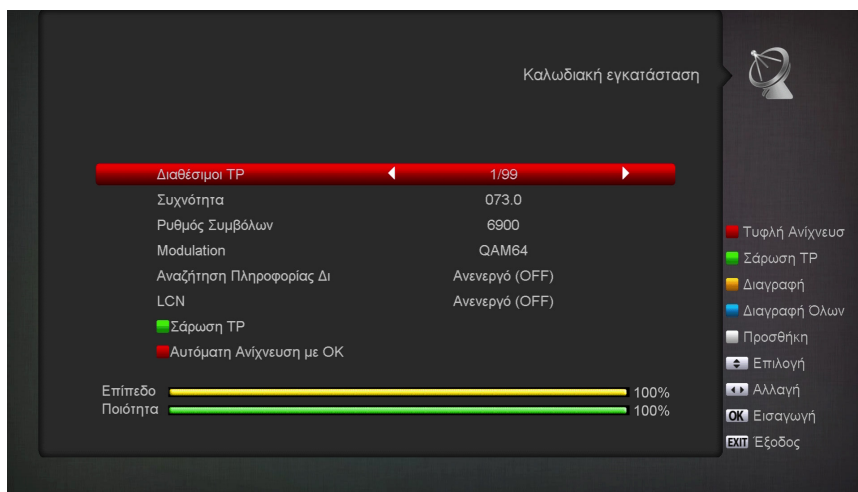 Καλωδιακή εγκατάσταση
Διαθέσιμοι TP 1/99
Συχνότητα 073.0
Ρυθμός Συμβόλων 6900
Modulation QAM64
Αναζήτηση Πληροφορίας Δι Ανενεργό (OFF)
LCN Ανενεργό (OFF)
Σάρωση TP
Αυτόματη Ανίχνευση με OK
Επίπεδο 100%
Ποιότητα 100%
Τυφλή Ανίχνευσ
Σάρωση TP
Διαγραφή
Διαγραφή Όλων
Προσθήκη
Επιλογή
Αλλαγή
OK Εισαγωγή
EXIT Έξοδος